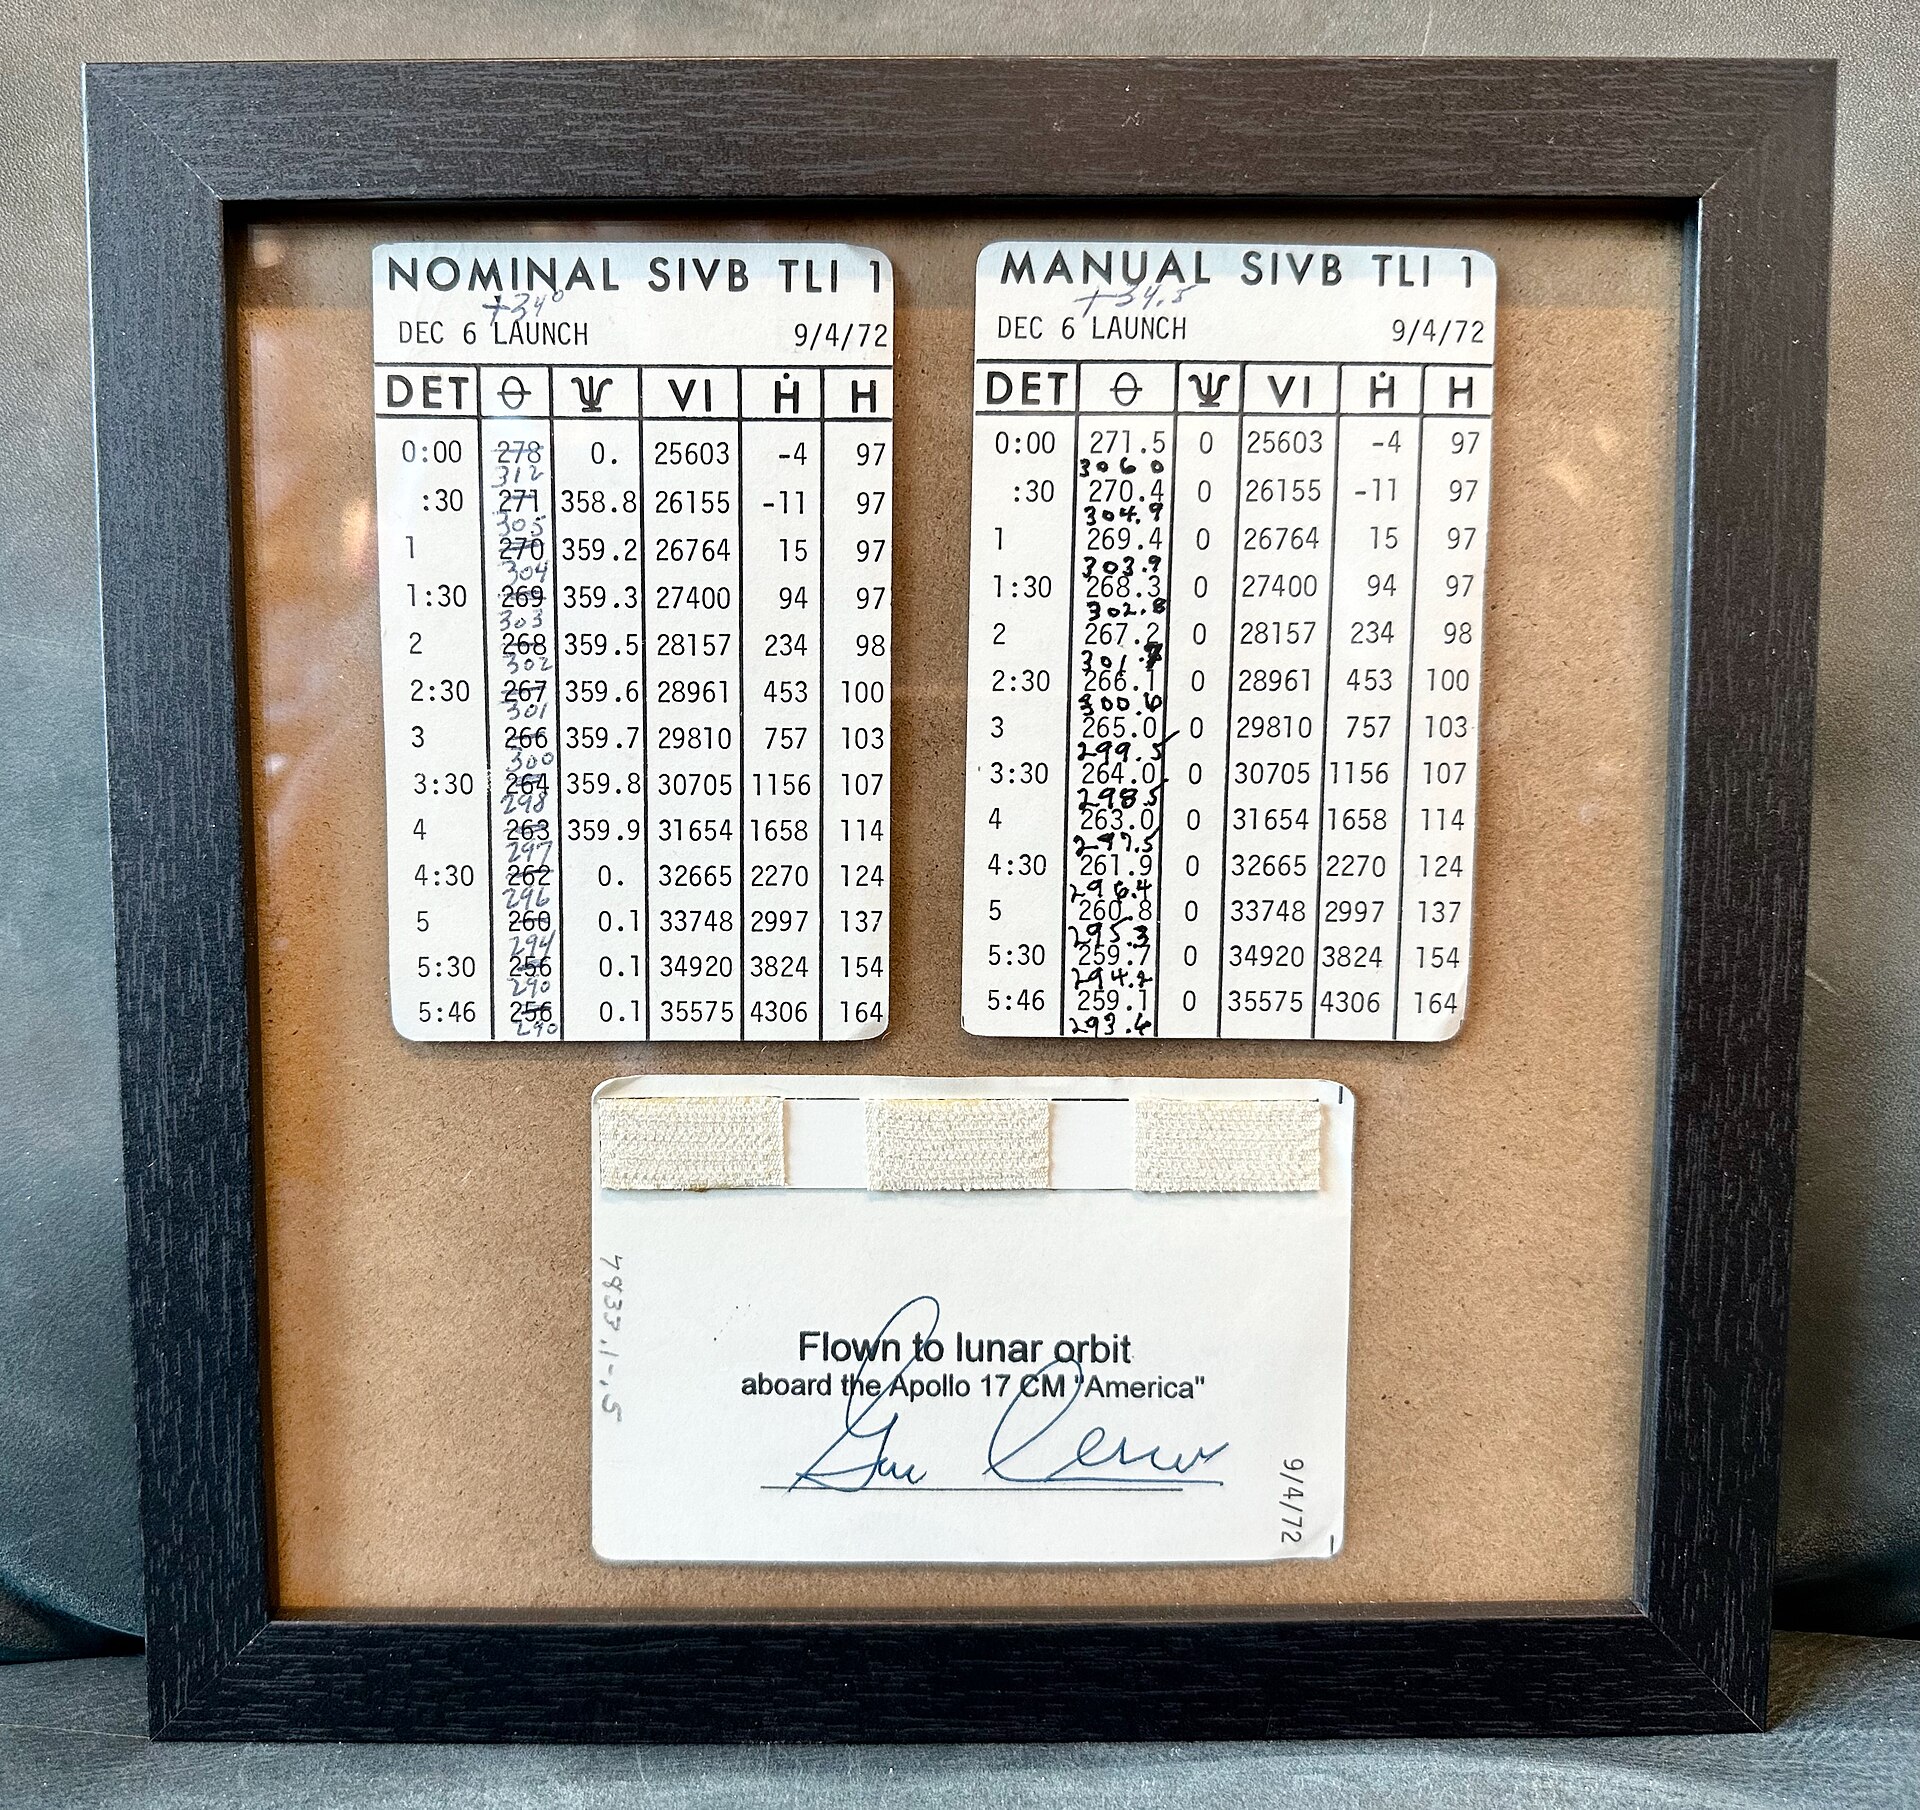 NOMINAL SIVB TLI 1
+34°
DEC 6 LAUNCH 9/4/72
DET θ Ψ VI Ḣ H
0:00 278 0. 25603 -4 97
312
:30 271 358.8 26155 -11 97
305
1 270 359.2 26764 15 97
304
1:30 269 359.3 27400 94 97
303
2 268 359.5 28157 234 98
302
2:30 267 359.6 28961 453 100
301
3 266 359.7 29810 757 103
300
3:30 264 359.8 30705 1156 107
298
4 263 359.9 31654 1658 114
297
4:30 262 0. 32665 2270 124
296
5 260 0.1 33748 2997 137
294
5:30 256 0.1 34920 3824 154
290
5:46 256 0.1 35575 4306 164
290
MANUAL SIVB TLI 1
+34.5
DEC 6 LAUNCH 9/4/72
DET θ Ψ VI Ḣ H
0:00 271.5 0 25603 -4 97
306 0
:30 270.4 0 26155 -11 97
304.9
1 269.4 0 26764 15 97
303.9
1:30 268.3 0 27400 94 97
302.8
2 267.2 0 28157 234 98
301.7
2:30 266.1 0 28961 453 100
300.6
3 265.0 0 29810 757 103
299.5
3:30 264.0 0 30705 1156 107
298.5
4 263.0 0 31654 1658 114
297.5
4:30 261.9 0 32665 2270 124
296.4
5 260.8 0 33748 2997 137
295.3
5:30 259.7 0 34920 3824 154
294.2
5:46 259.1 0 35575 4306 164
293.6
7833.1-.5
Flown to lunar orbit
aboard the Apollo 17 CM "America"
Gene Cernan
9/4/72